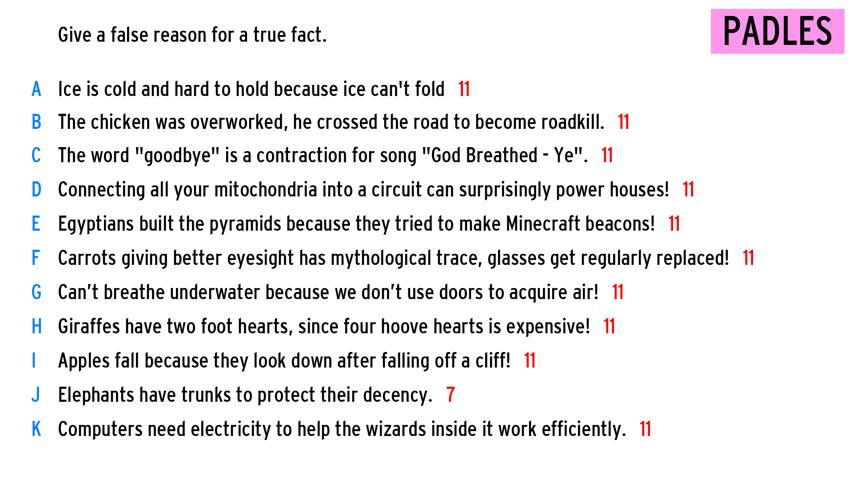 Give a false reason for a true fact.
PADLES
A Ice is cold and hard to hold because ice can't fold 11
B The chicken was overworked, he crossed the road to become roadkill. 11
C The word "goodbye" is a contraction for song "God Breathed - Ye". 11
D Connecting all your mitochondria into a circuit can surprisingly power houses! 11
E Egyptians built the pyramids because they tried to make Minecraft beacons! 11
F Carrots giving better eyesight has mythological trace, glasses get regularly replaced! 11
G Can’t breathe underwater because we don’t use doors to acquire air! 11
H Giraffes have two foot hearts, since four hoove hearts is expensive! 11
I Apples fall because they look down after falling off a cliff! 11
J Elephants have trunks to protect their decency. 7
K Computers need electricity to help the wizards inside it work efficiently. 11